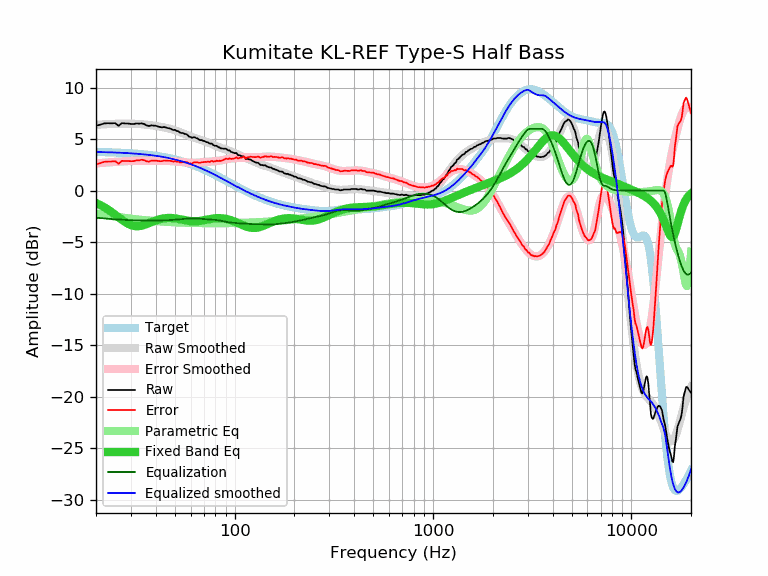 Kumitate KL-REF Type-S Half Bass
10
5
0
−5
−10
−15
−20
−25
−30
Amplitude (dBr)
Target
Raw Smoothed
Error Smoothed
Raw
Error
Parametric Eq
Fixed Band Eq
Equalization
Equalized smoothed
100 1000 10000
Frequency (Hz)